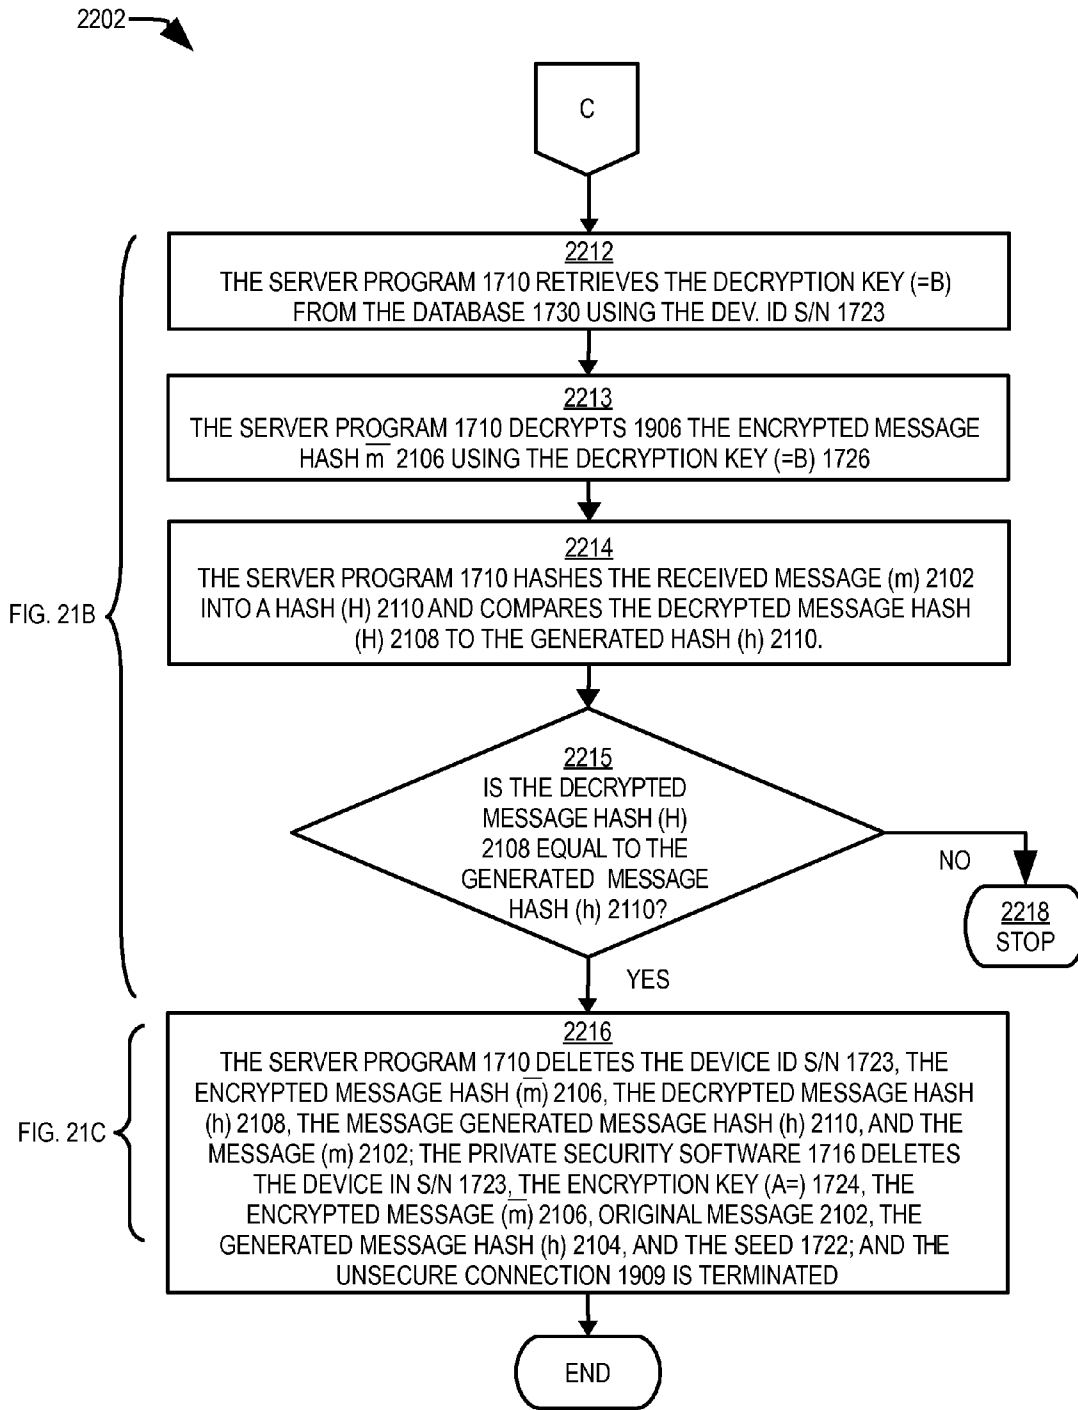 2202
C
2212
THE SERVER PROGRAM 1710 RETRIEVES THE DECRYPTION KEY (=B)
FROM THE DATABASE 1730 USING THE DEV. ID S/N 1723
2213
THE SERVER PROGRAM 1710 DECRYPTS 1906 THE ENCRYPTED MESSAGE
HASH m̅ 2106 USING THE DECRYPTION KEY (=B) 1726
2214
THE SERVER PROGRAM 1710 HASHES THE RECEIVED MESSAGE (m) 2102
INTO A HASH (H) 2110 AND COMPARES THE DECRYPTED MESSAGE HASH
(H) 2108 TO THE GENERATED HASH (h) 2110.
FIG. 21B
2215
IS THE DECRYPTED
MESSAGE HASH (H)
2108 EQUAL TO THE
GENERATED MESSAGE
HASH (h) 2110?
NO
2218
STOP
YES
2216
THE SERVER PROGRAM 1710 DELETES THE DEVICE ID S/N 1723, THE
ENCRYPTED MESSAGE HASH (m̅) 2106, THE DECRYPTED MESSAGE HASH
(h) 2108, THE MESSAGE GENERATED MESSAGE HASH (h) 2110, AND THE
MESSAGE (m) 2102; THE PRIVATE SECURITY SOFTWARE 1716 DELETES
THE DEVICE IN S/N 1723, THE ENCRYPTION KEY (A=) 1724, THE
ENCRYPTED MESSAGE (m̅) 2106, ORIGINAL MESSAGE 2102, THE
GENERATED MESSAGE HASH (h) 2104, AND THE SEED 1722; AND THE
UNSECURE CONNECTION 1909 IS TERMINATED
FIG. 21C
END